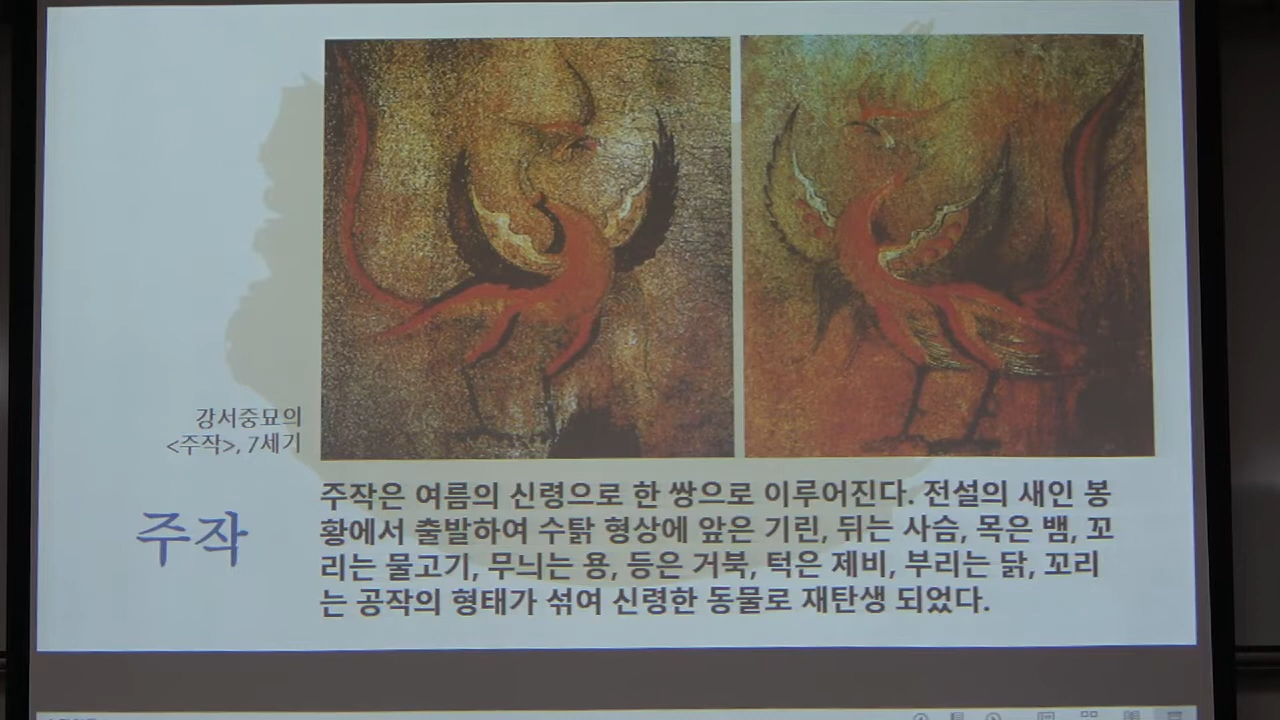 강서중묘의
<주작>, 7세기
주작
주작은 여름의 신령으로 한 쌍으로 이루어진다. 전설의 새인 봉
황에서 출발하여 수탉 형상에 앞은 기린, 뒤는 사슴, 목은 뱀, 꼬
리는 물고기, 무늬는 용, 등은 거북, 턱은 제비, 부리는 닭, 꼬리
는 공작의 형태가 섞여 신령한 동물로 재탄생 되었다.